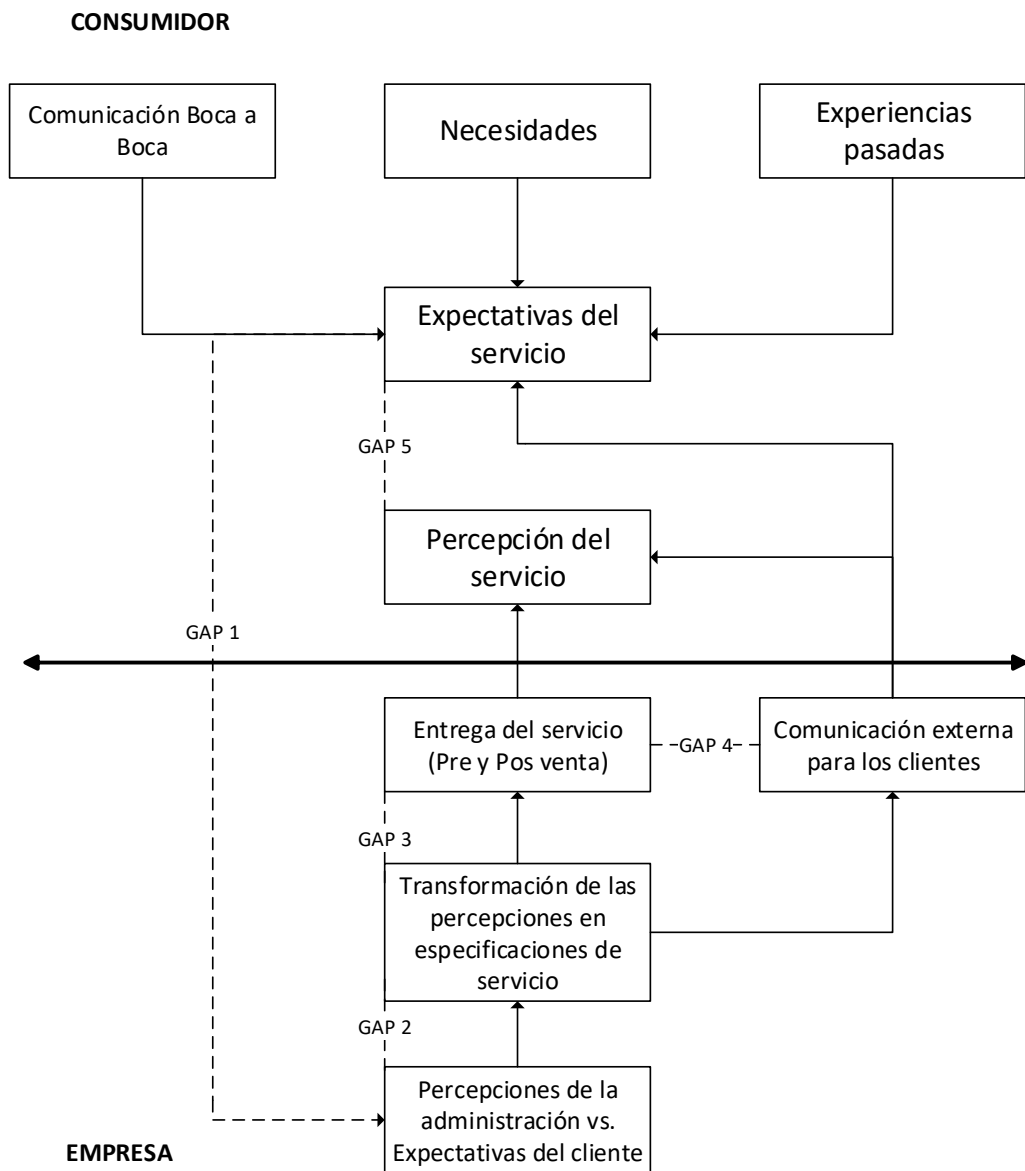 CONSUMIDOR
Comunicación Boca a
Boca
Necesidades
Experiencias
pasadas
Expectativas del
servicio
GAP 5
Percepción del
servicio
GAP 1
Entrega del servicio
(Pre y Pos venta)
GAP 4
Comunicación externa
para los clientes
GAP 3
Transformación de las
percepciones en
especificaciones de
servicio
GAP 2
Percepciones de la
administración vs.
Expectativas del cliente
EMPRESA